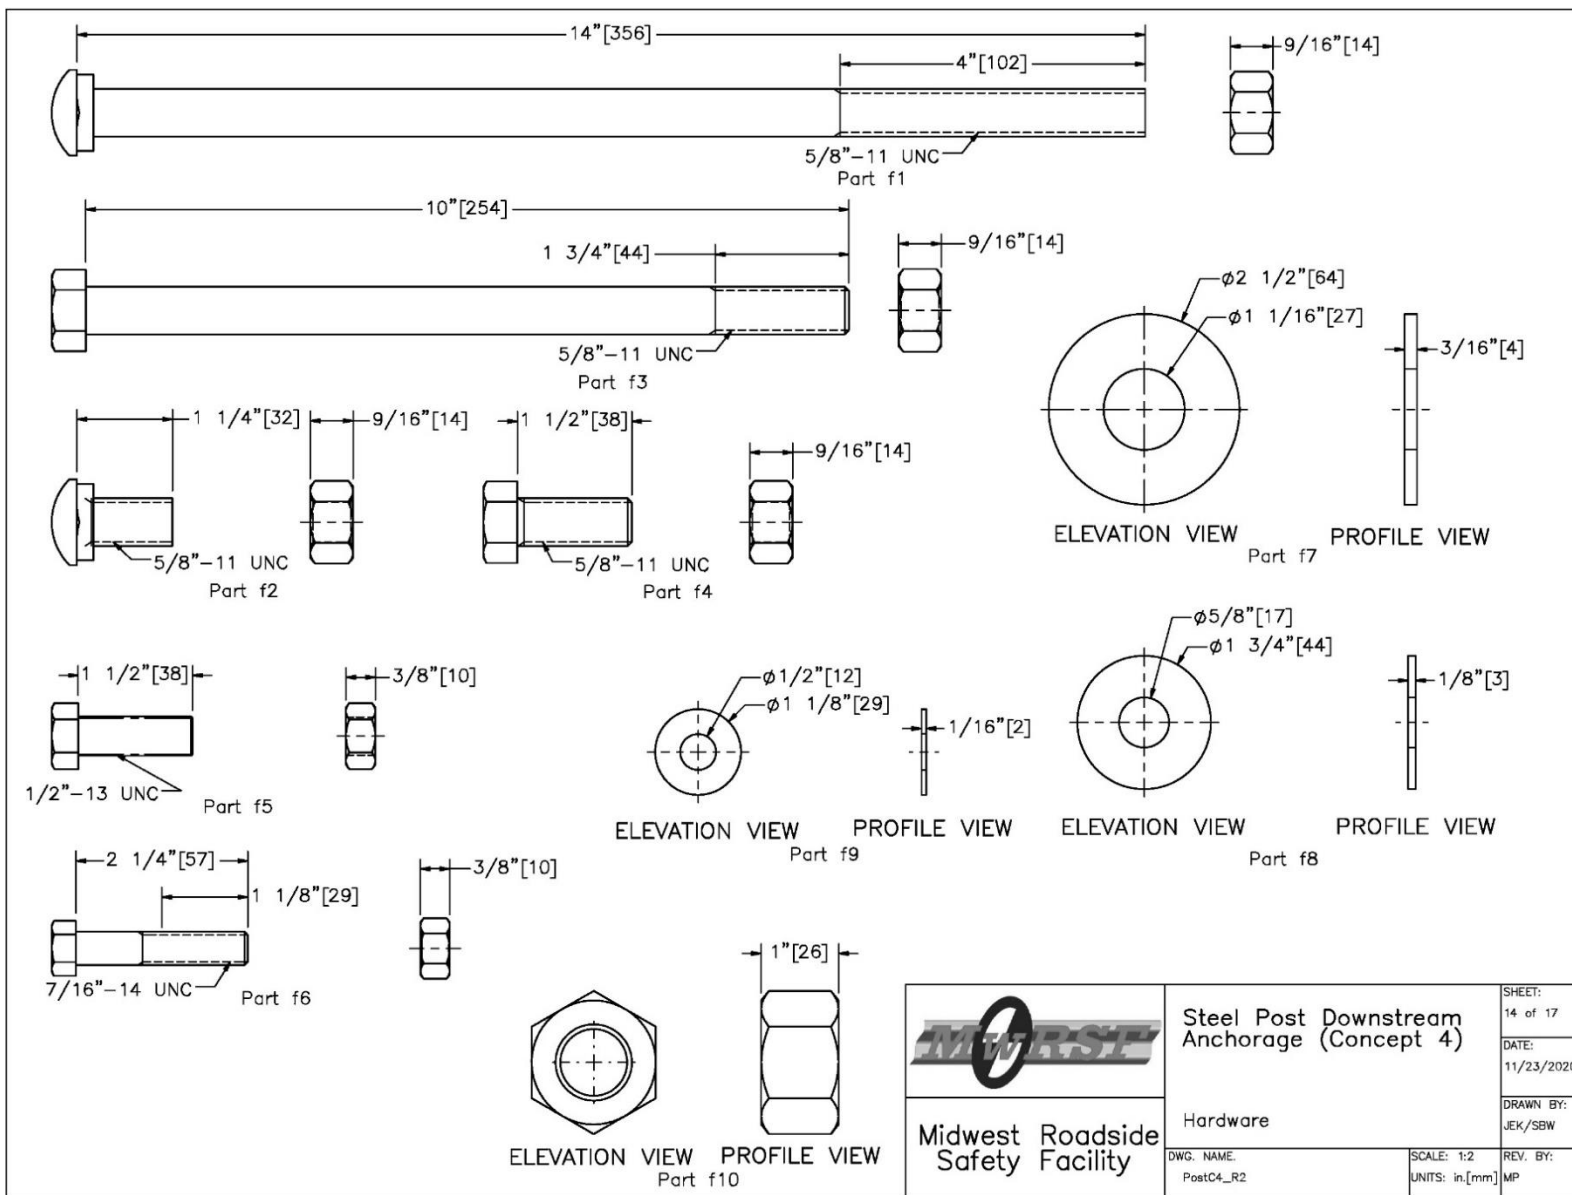 14"[356]
4"[102]
9/16"[14]
5/8"-11 UNC
Part f1
10"[254]
1 3/4"[44]
9/16"[14]
5/8"-11 UNC
Part f3
ϕ2 1/2"[64]
ϕ1 1/16"[27]
3/16"[4]
ELEVATION VIEW
PROFILE VIEW
Part f7
1 1/4"[32]
9/16"[14]
5/8"-11 UNC
Part f2
1 1/2"[38]
9/16"[14]
5/8"-11 UNC
Part f4
1 1/2"[38]
3/8"[10]
1/2"-13 UNC
Part f5
ϕ1/2"[12]
ϕ1 1/8"[29]
1/16"[2]
ELEVATION VIEW
PROFILE VIEW
Part f9
ϕ5/8"[17]
ϕ1 3/4"[44]
1/8"[3]
ELEVATION VIEW
PROFILE VIEW
Part f8
2 1/4"[57]
1 1/8"[29]
3/8"[10]
7/16"-14 UNC
Part f6
1"[26]
ELEVATION VIEW
PROFILE VIEW
Part f10
MWRSF
Midwest Roadside
Safety Facility
Steel Post Downstream
Anchorage (Concept 4)
Hardware
DWG. NAME.
PostC4_R2
SCALE: 1:2
UNITS: in.[mm]
SHEET:
14 of 17
DATE:
11/23/2020
DRAWN BY:
JEK/SBW
REV. BY:
MP